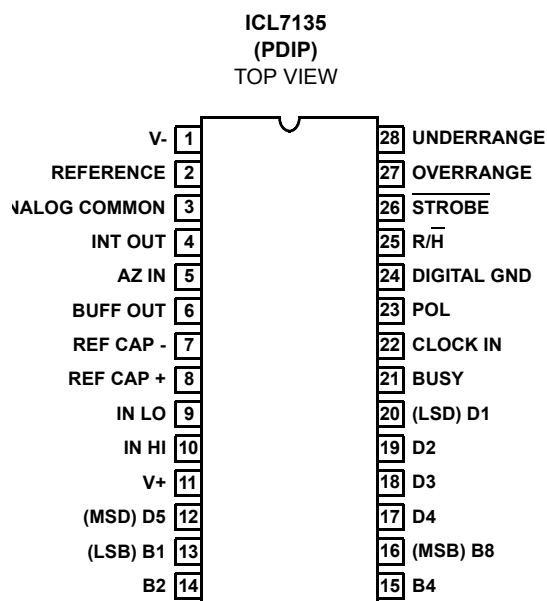 ICL7135
(PDIP)
TOP VIEW
V- 1 28 UNDERRANGE
REFERENCE 2 27 OVERRANGE
NALOG COMMON 3 26 STROBE
INT OUT 4 25 R/H
AZ IN 5 24 DIGITAL GND
BUFF OUT 6 23 POL
REF CAP - 7 22 CLOCK IN
REF CAP + 8 21 BUSY
IN LO 9 20 (LSD) D1
IN HI 10 19 D2
V+ 11 18 D3
(MSD) D5 12 17 D4
(LSB) B1 13 16 (MSB) B8
B2 14 15 B4